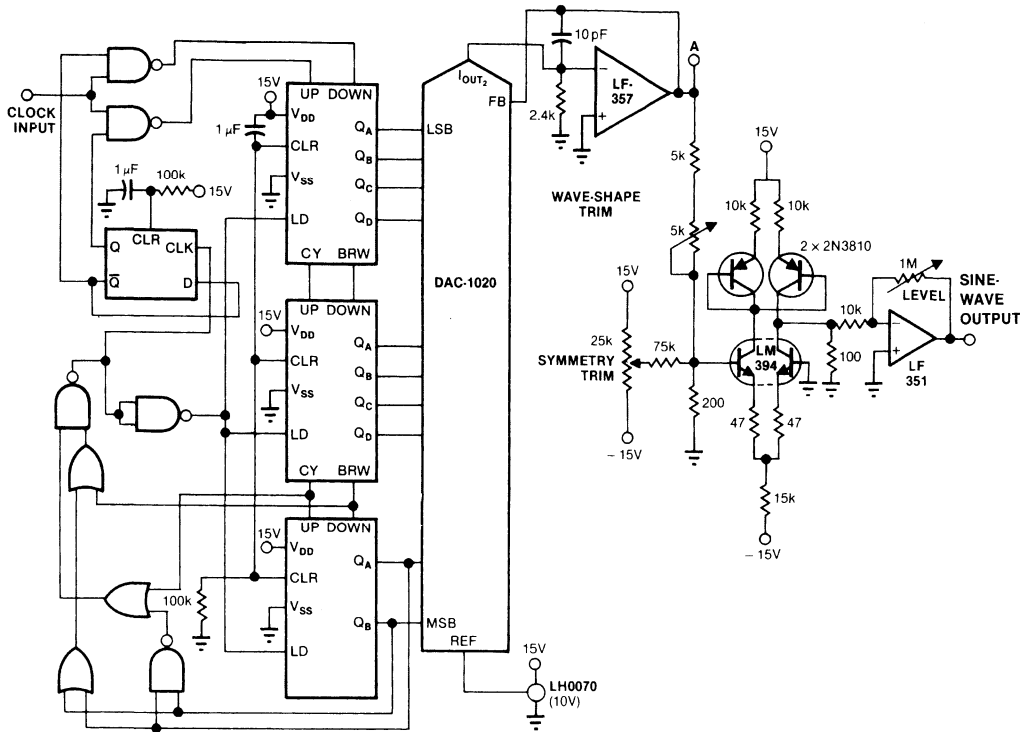 CLOCK
INPUT
1 µF
100k
15V
CLR
Q
CLK
Q̅
D
15V
1 µF
UP DOWN
VDD
CLR
VSS
LD
QA
QB
QC
QD
CY BRW
15V
UP DOWN
VDD
CLR
VSS
LD
QA
QB
QC
QD
CY BRW
15V
100k
UP DOWN
VDD
CLR
VSS
LD
QA
QB
IOUT2
FB
LSB
DAC-1020
MSB
REF
15V
LH0070
(10V)
10 pF
2.4k
−
LF-
357
+
A
5k
WAVE-SHAPE
TRIM
5k
15V
10k
10k
2 × 2N3810
15V
25k
SYMMETRY
TRIM
− 15V
75k
200
LM
394
47
47
15k
− 15V
10k
100
1M
LEVEL
−
+
LF
351
SINE-
WAVE
OUTPUT